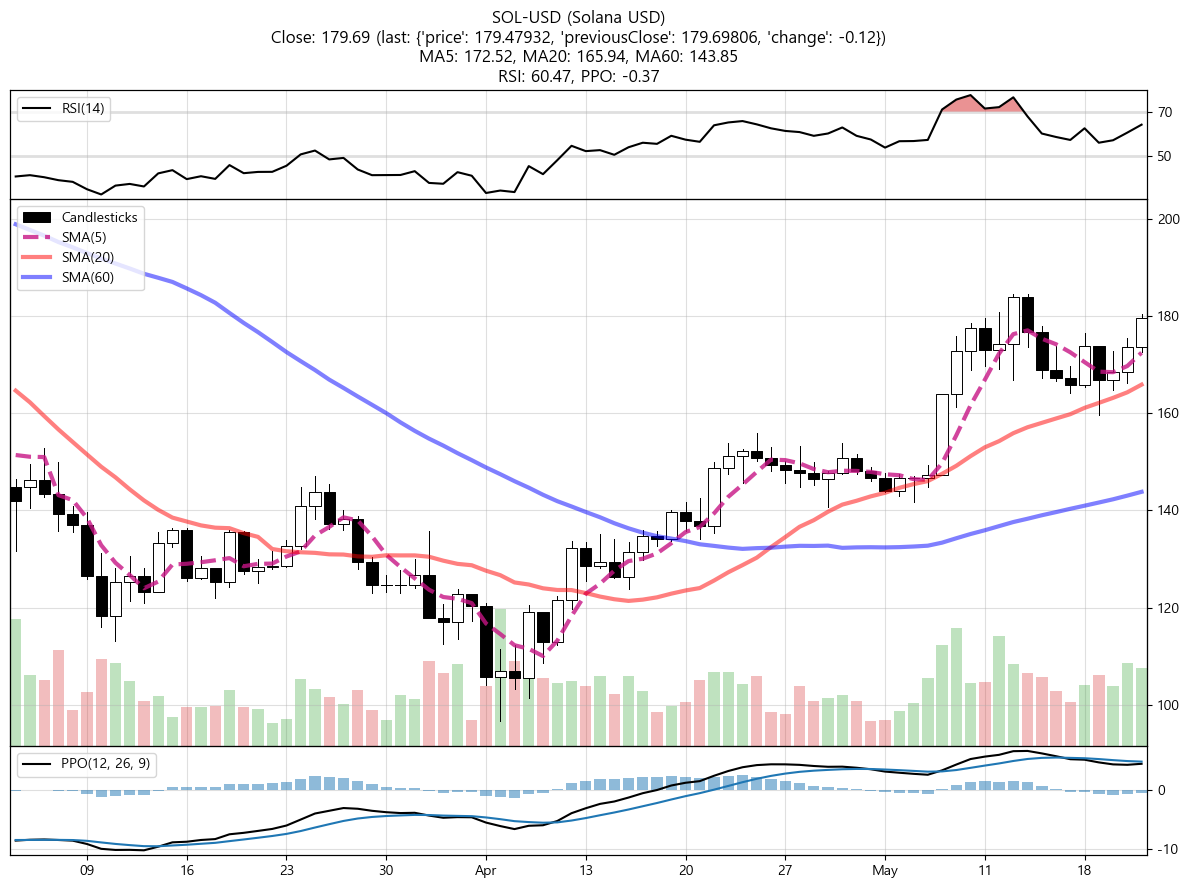 SOL-USD (Solana USD)
Close: 179.69 (last: {'price': 179.47932, 'previousClose': 179.69806, 'change': -0.12})
MA5: 172.52, MA20: 165.94, MA60: 143.85
RSI: 60.47, PPO: -0.37
RSI(14)
70
50
Candlesticks
SMA(5)
SMA(20)
SMA(60)
200
180
160
140
120
100
PPO(12, 26, 9)
0
-10
09 16 23 30 Apr 13 20 27 May 11 18